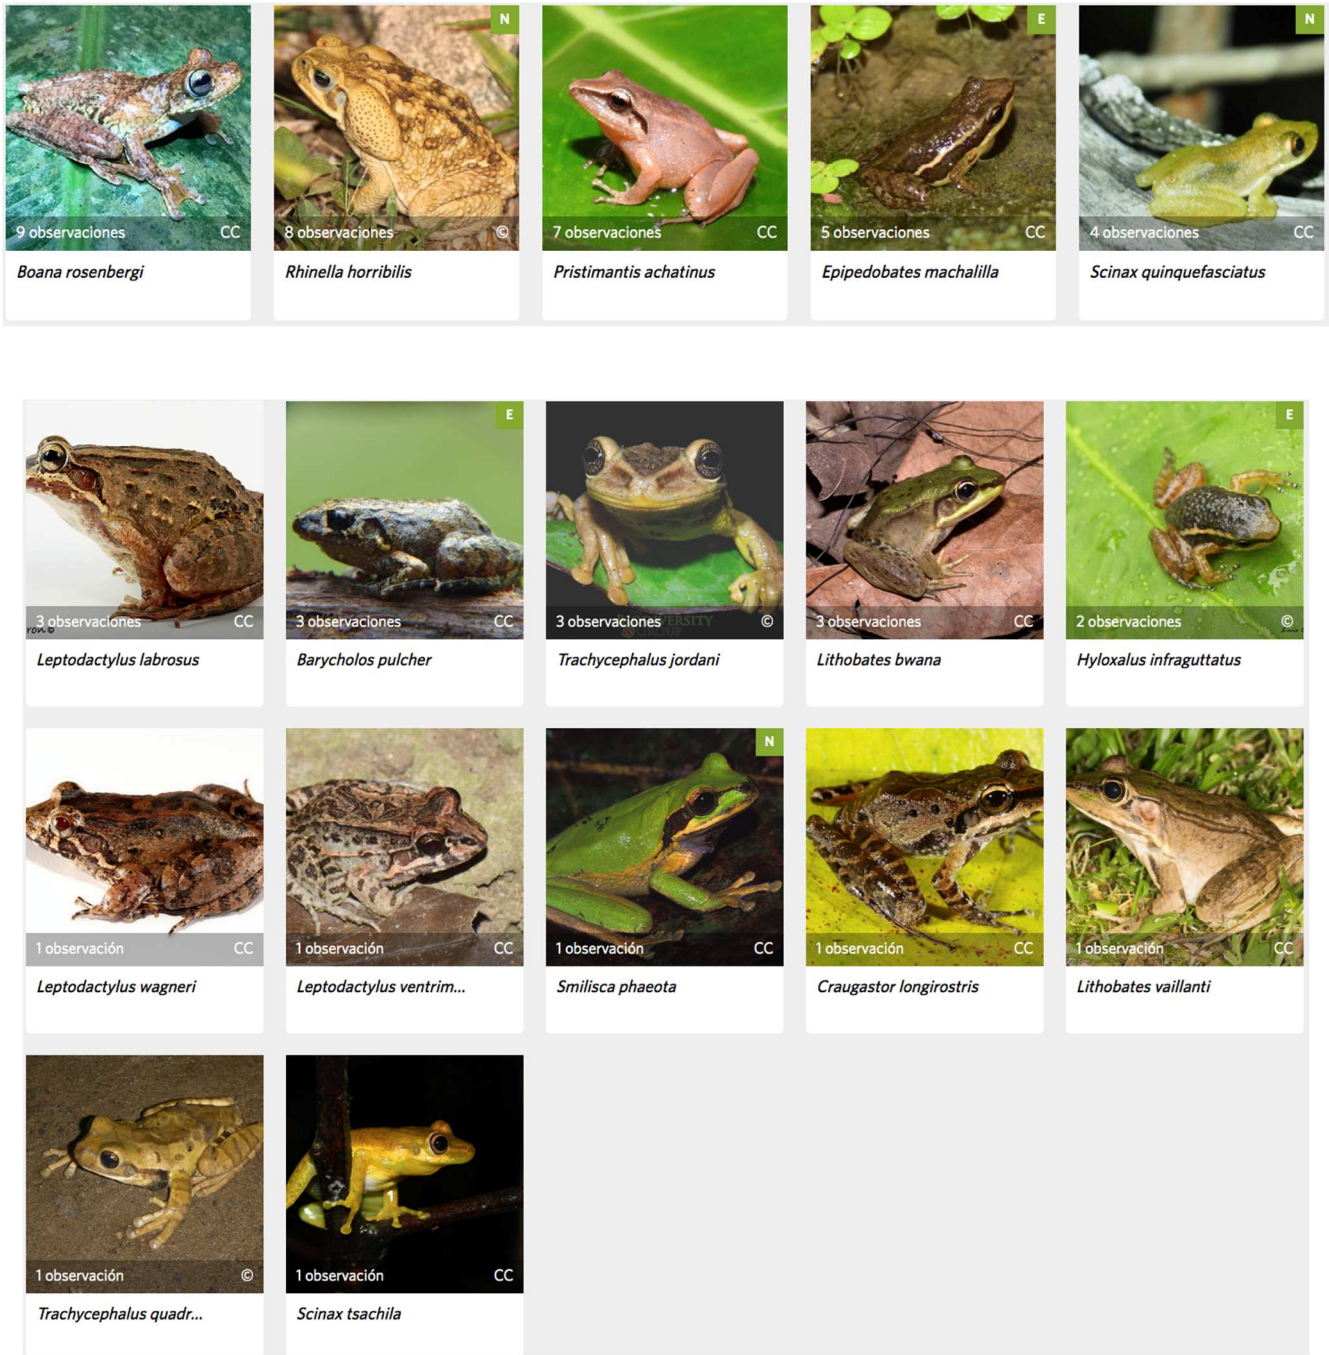 N
E
N
9 observaciones CC
8 observaciones ©
7 observaciones CC
5 observaciones CC
4 observaciones CC
Boana rosenbergi
Rhinella horribilis
Pristimantis achatinus
Epipedobates machalilla
Scinax quinquefasciatus
E
E
3 observaciones CC
3 observaciones CC
3 observaciones ©
3 observaciones CC
2 observaciones ©
Leptodactylus labrosus
Barycholos pulcher
Trachycephalus jordani
Lithobates bwana
Hyloxalus infraguttatus
N
1 observación CC
1 observación CC
1 observación CC
1 observación CC
1 observación CC
Leptodactylus wagneri
Leptodactylus ventrim...
Smilisca phaeota
Craugastor longirostris
Lithobates vaillanti
1
1 observación ©
1 observación CC
Trachycephalus quadr...
Scinax tsachila